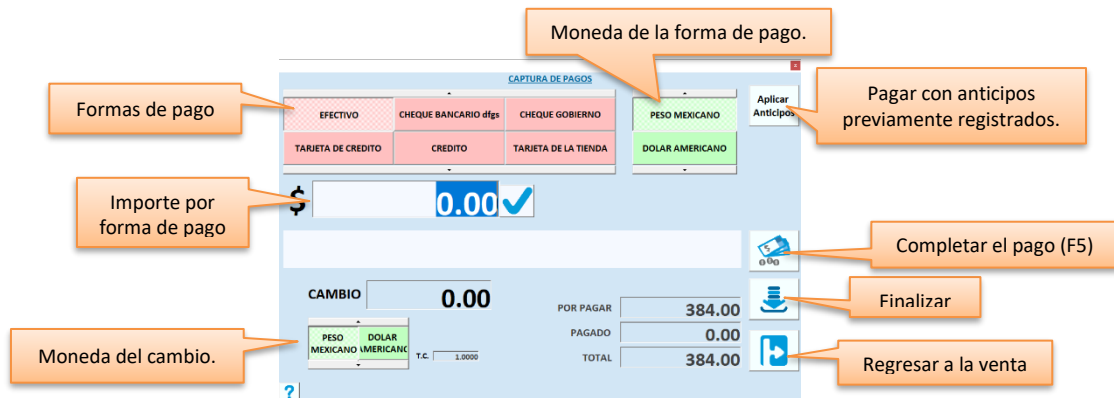 Moneda de la forma de pago.
x
CAPTURA DE PAGOS
Formas de pago
EFECTIVO
CHEQUE BANCARIO dfgs
CHEQUE GOBIERNO
PESO MEXICANO
Aplicar
Anticipos
Pagar con anticipos
previamente registrados.
TARJETA DE CREDITO
CREDITO
TARJETA DE LA TIENDA
DOLAR AMERICANO
Importe por
forma de pago
$
0.00
Completar el pago (F5)
CAMBIO
0.00
POR PAGAR
384.00
Finalizar
PAGADO
0.00
Moneda del cambio.
PESO
MEXICANO
DOLAR
AMERICANO
T.C.
1.0000
TOTAL
384.00
Regresar a la venta
?